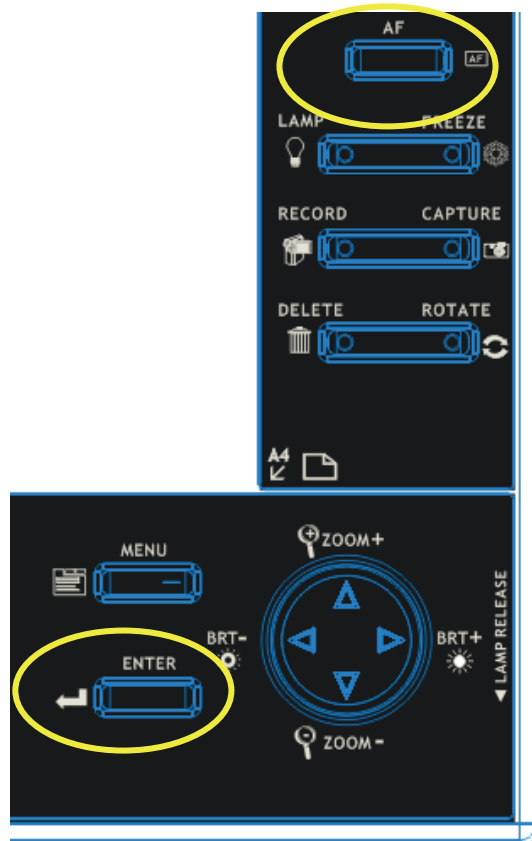 AF
AF
LAMP FREEZE
RECORD CAPTURE
DELETE ROTATE
A4
ZOOM+
MENU
BRT- BRT+
ENTER
ZOOM-
LAMP RELEASE